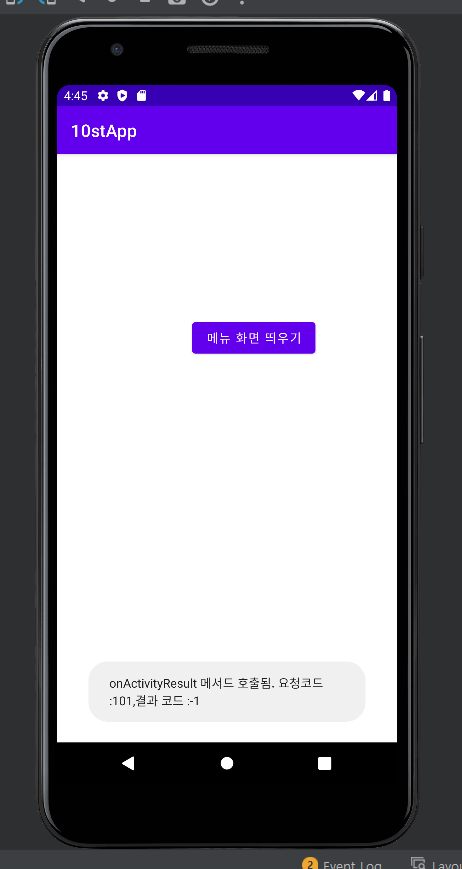 4:45
10stApp
메뉴 화면 띄우기
onActivityResult 메서드 호출됨. 요청코드
:101,결과 코드 :-1
2 Event Log